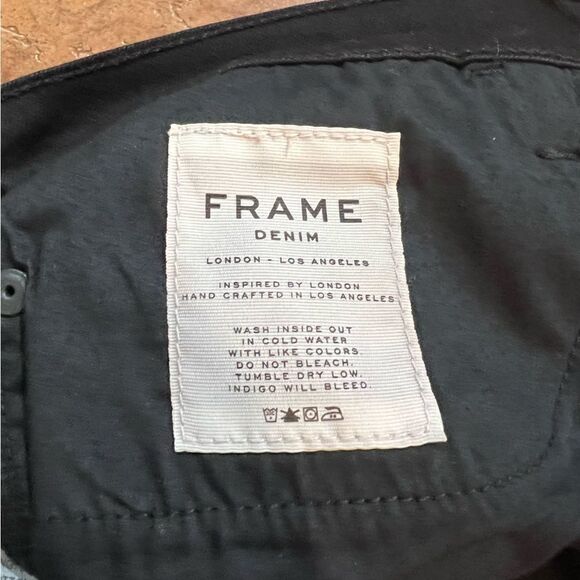 FRAME
DENIM
LONDON - LOS ANGELES
INSPIRED BY LONDON
HAND CRAFTED IN LOS ANGELES
WASH INSIDE OUT
IN COLD WATER
WITH LIKE COLORS.
DO NOT BLEACH.
TUMBLE DRY LOW.
INDIGO WILL BLEED.